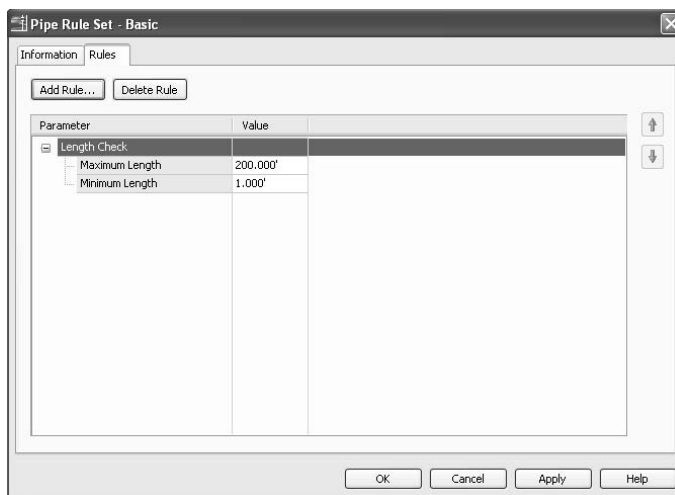 Pipe Rule Set - Basic
Information Rules
Add Rule... Delete Rule
Parameter Value
Length Check
Maximum Length 200.000'
Minimum Length 1.000'
OK Cancel Apply Help